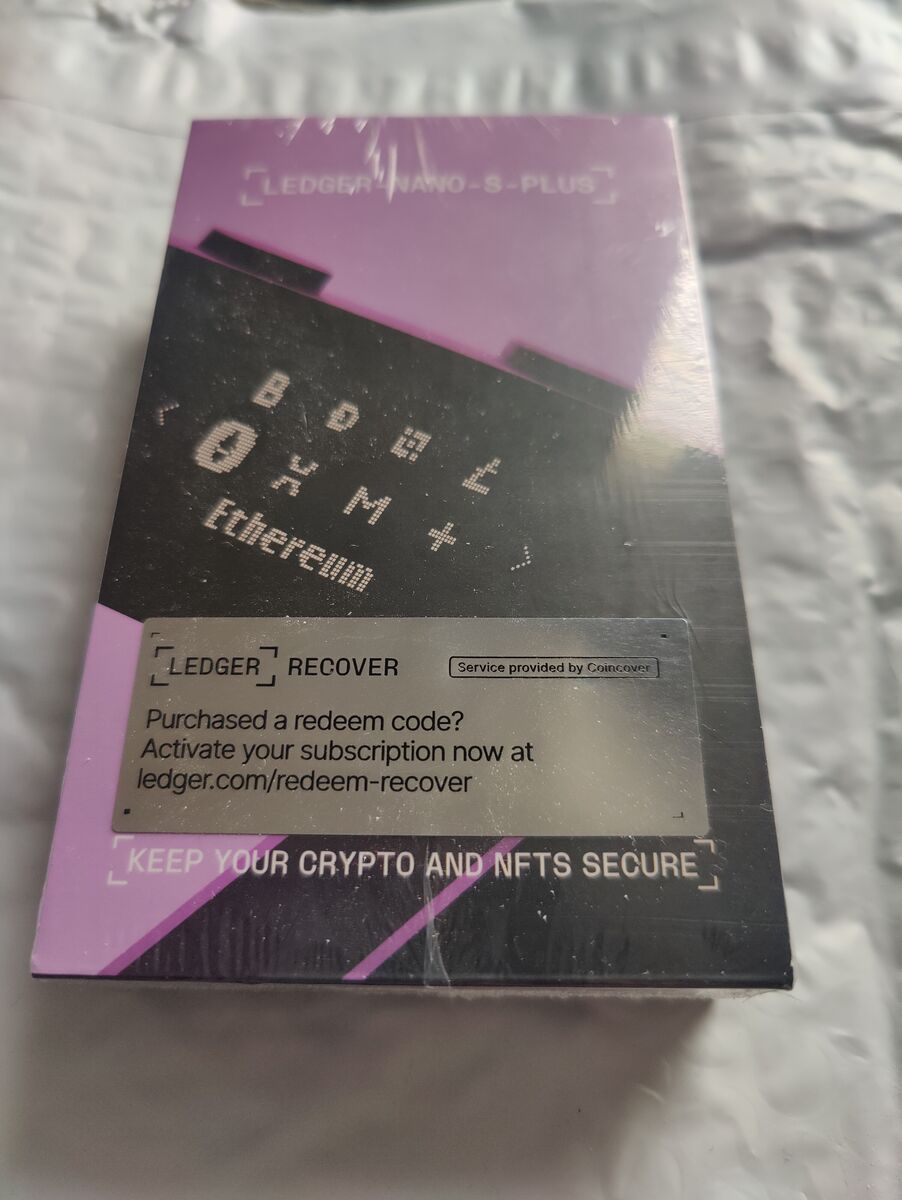 LEDGER-NANO-S-PLUS
Ethereum
LEDGER RECOVER
Service provided by Coincover
Purchased a redeem code?
Activate your subscription now at
ledger.com/redeem-recover
KEEP YOUR CRYPTO AND NFTS SECURE